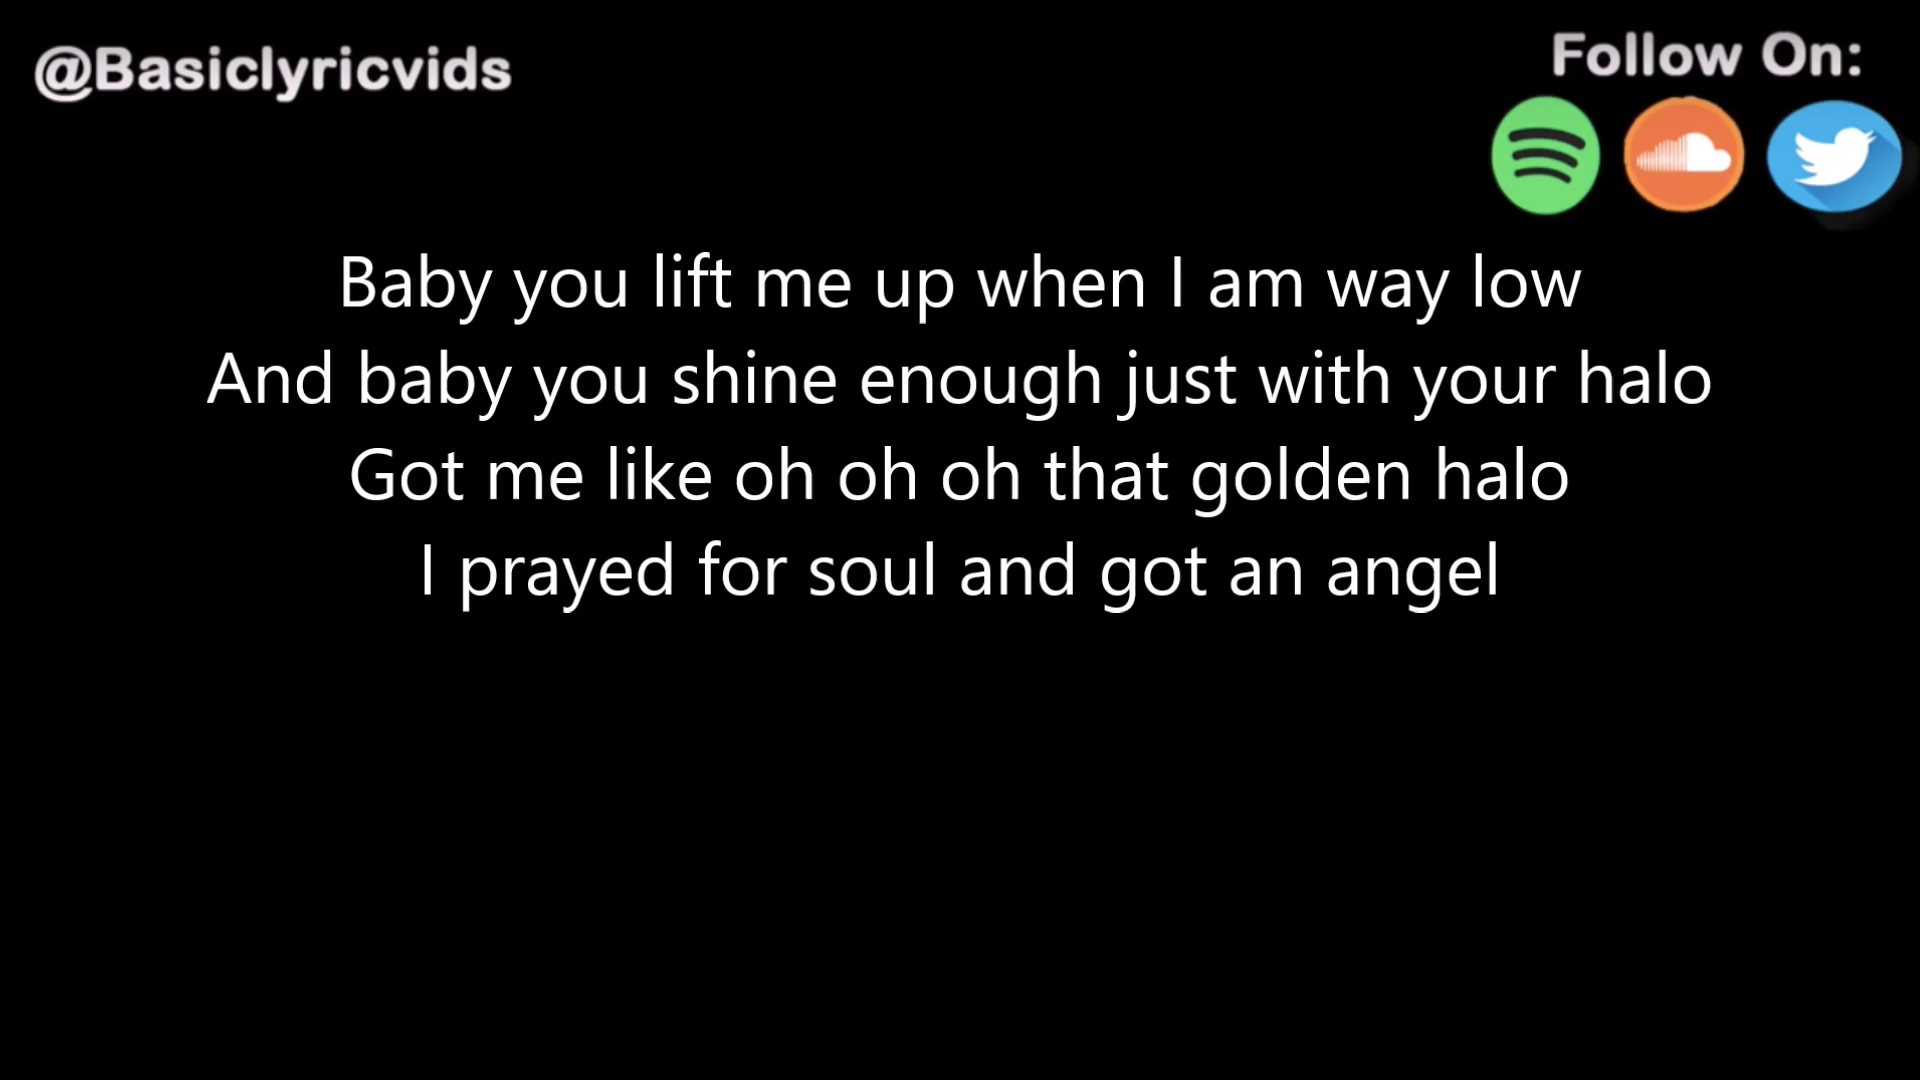 @Basiclyricvids
Follow On:
Baby you lift me up when I am way low
And baby you shine enough just with your halo
Got me like oh oh oh that golden halo
I prayed for soul and got an angel